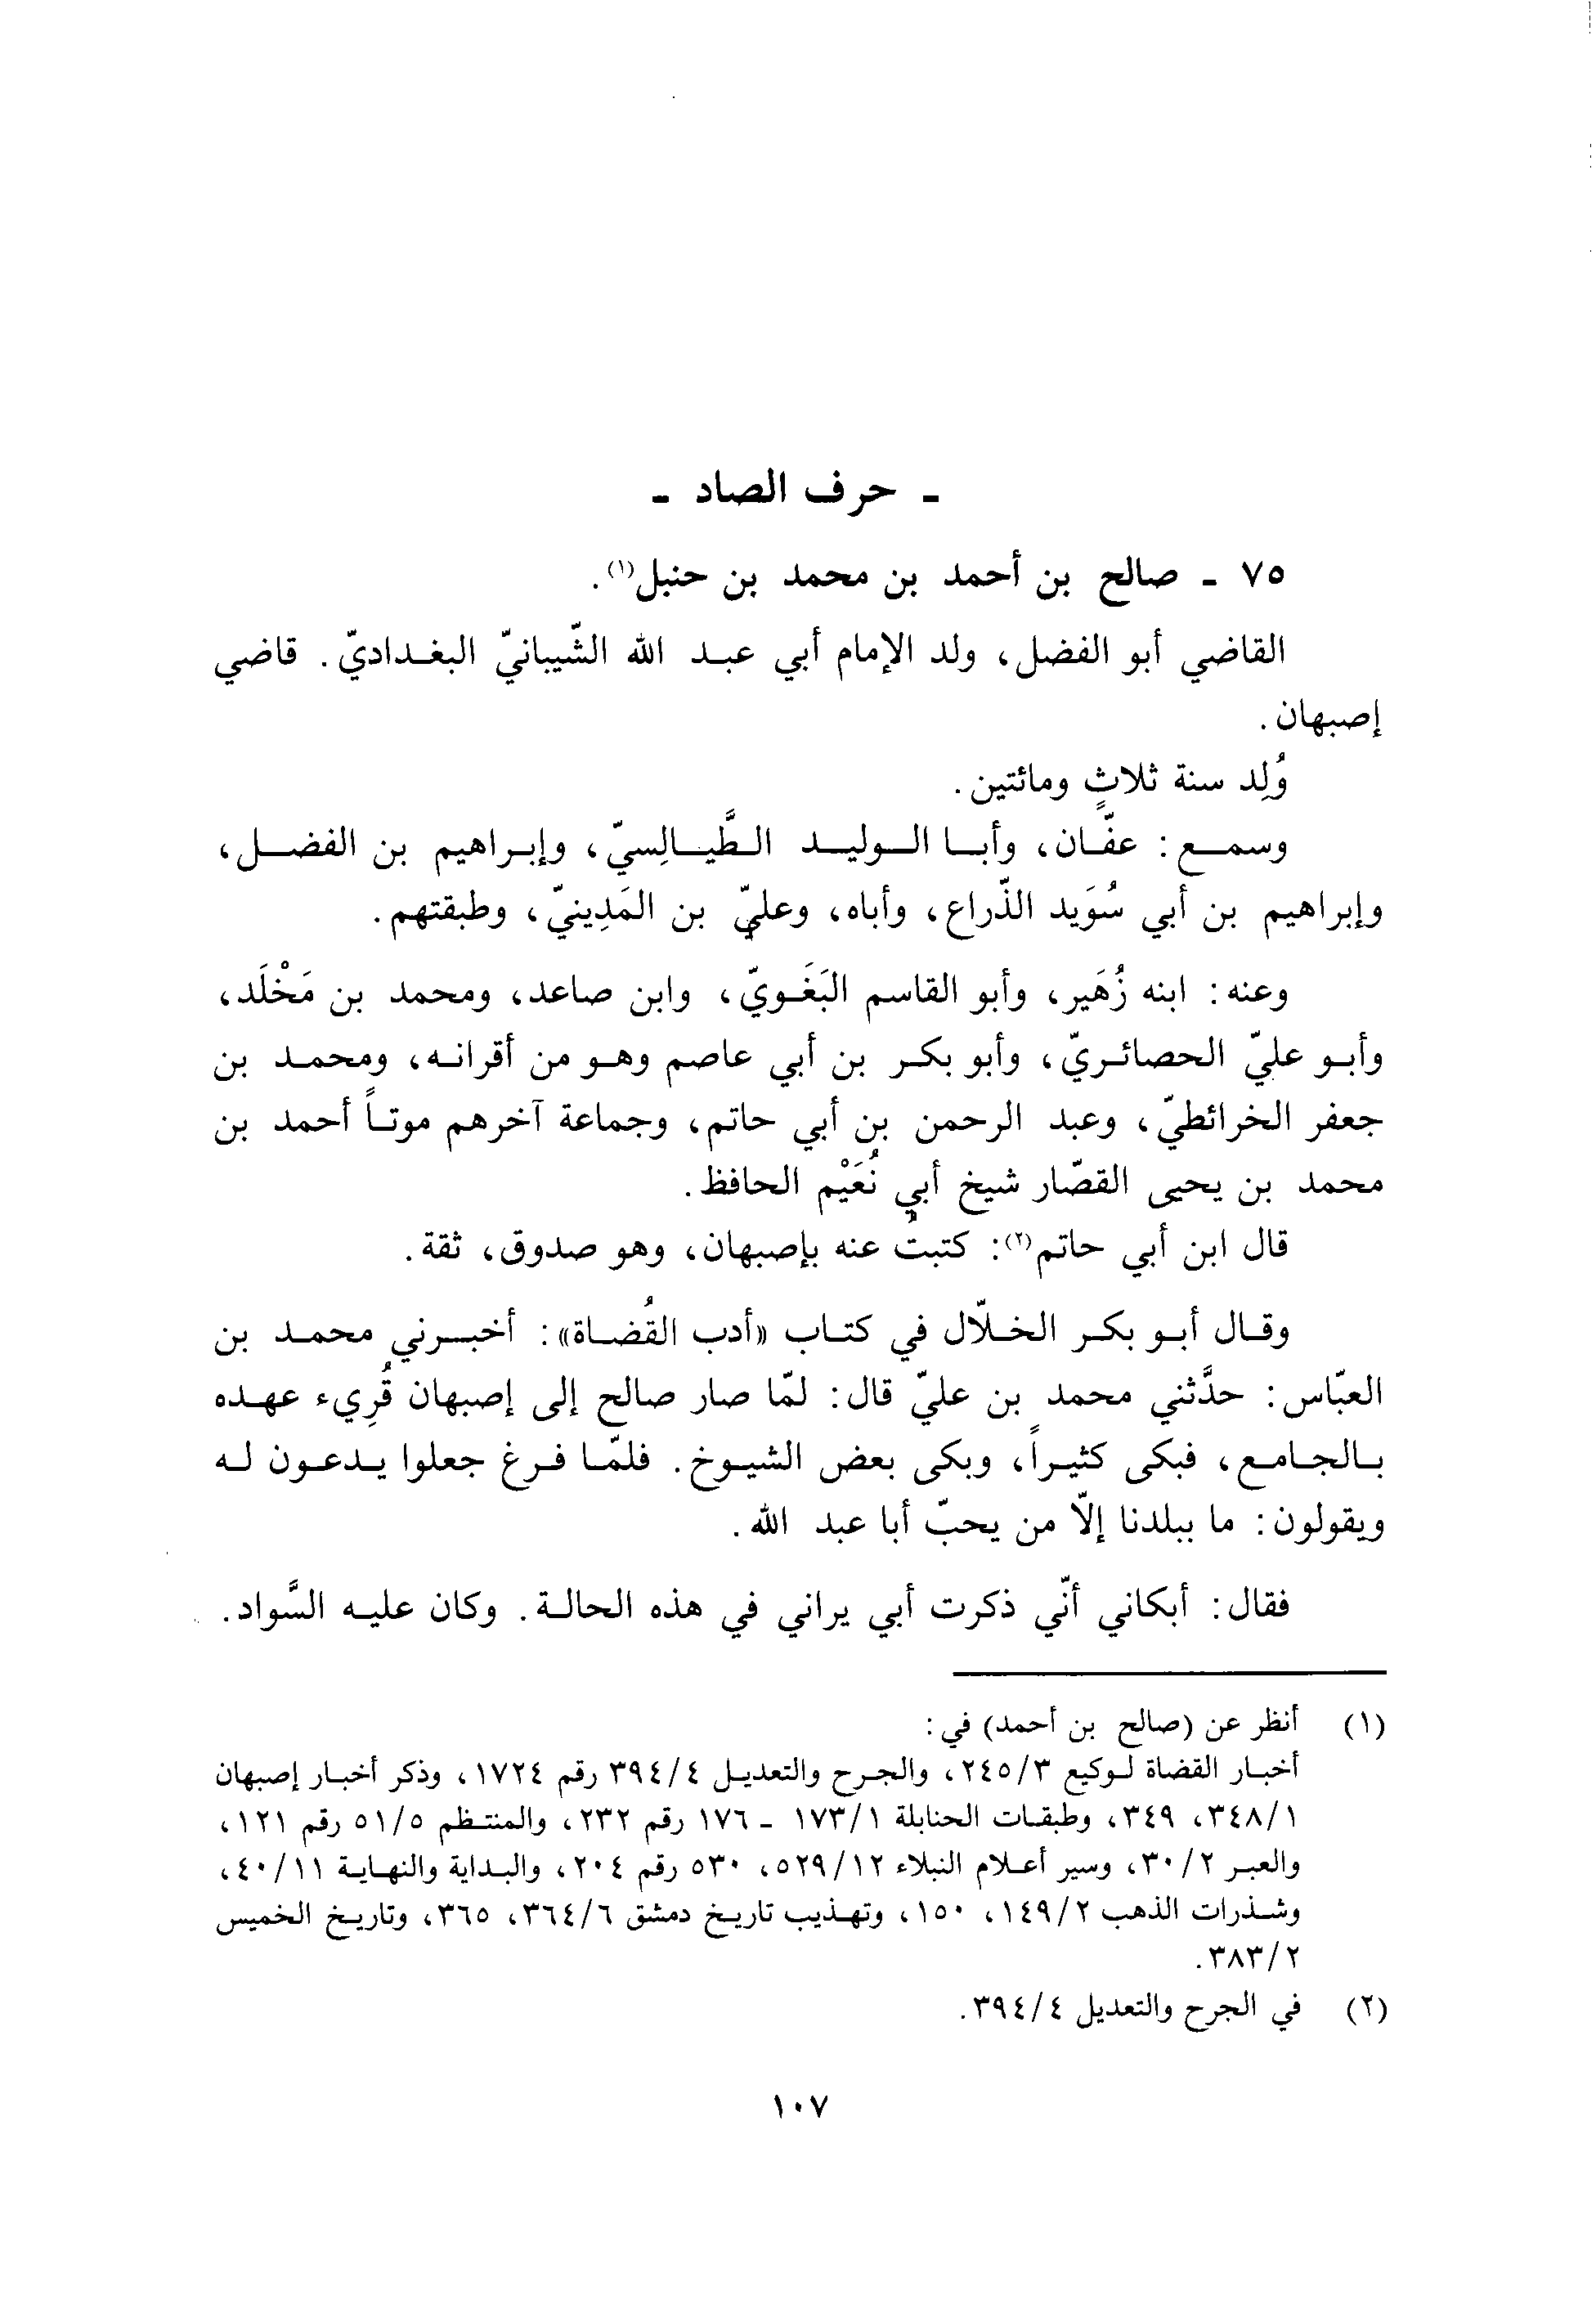 - حرف الصاد -
٧٥ - صالح بن أحمد بن محمد بن حنبل(١).
القاضي أبو الفضل، ولد الإمام أبي عبد الله الشّيبانيّ البغداديّ. قاضي
إصبهان.
وُلِد سنة ثلاثٍ ومائتين.
وسمع: عفّان، وأبا الوليد الطَّيالِسيّ، وإبراهيم بن الفضل،
وإبراهيم بن أبي سُوَيد الذّراع، وأباه، وعليّ بن المَدِينيّ، وطبقتهم.
وعنه: ابنه زُهَير، وأبو القاسم البَغَويّ، وابن صاعد، ومحمد بن مَخْلَد،
وأبو عليّ الحصائريّ، وأبو بكر بن أبي عاصم وهو من أقرانه، ومحمد بن
جعفر الخرائطيّ، وعبد الرحمن بن أبي حاتم، وجماعة آخرهم موتاً أحمد بن
محمد بن يحيى القصّار شيخ أبي نُعَيْم الحافظ.
قال ابن أبي حاتم(٢): كتبتُ عنه بإصبهان، وهو صدوق، ثقة.
وقال أبو بكر الخلّال في كتاب «أدب القُضاة»: أخبرني محمد بن
العبّاس: حدَّثني محمد بن عليّ قال: لمّا صار صالح إلى إصبهان قُرِيء عهده
بالجامع، فبكى كثيراً، وبكى بعض الشيوخ. فلمّا فرغ جعلوا يدعون له
ويقولون: ما ببلدنا إلّا من يحبّ أبا عبد الله.
فقال: أبكاني أنّي ذكرت أبي يراني في هذه الحالة. وكان عليه السَّواد.
(١) أنظر عن (صالح بن أحمد) في:
أخبار القضاة لوكيع ٢٤٥/٣، والجرح والتعديل ٣٩٤/٤ رقم ١٧٢٤، وذكر أخبار إصبهان
٣٤٨/١، ٣٤٩، وطبقات الحنابلة ١٧٣/١ - ١٧٦ رقم ٢٣٢، والمنتظم ٥١/٥ رقم ١٢١،
والعبر ٣٠/٢، وسير أعلام النبلاء ٥٢٩/١٢، ٥٣٠ رقم ٢٠٤، والبداية والنهاية ٤٠/١١،
وشذرات الذهب ١٤٩/٢، ١٥٠، وتهذيب تاريخ دمشق ٣٦٤/٦، ٣٦٥، وتاريخ الخميس
٣٨٣/٢.
(٢) في الجرح والتعديل ٣٩٤/٤.
١٠٧